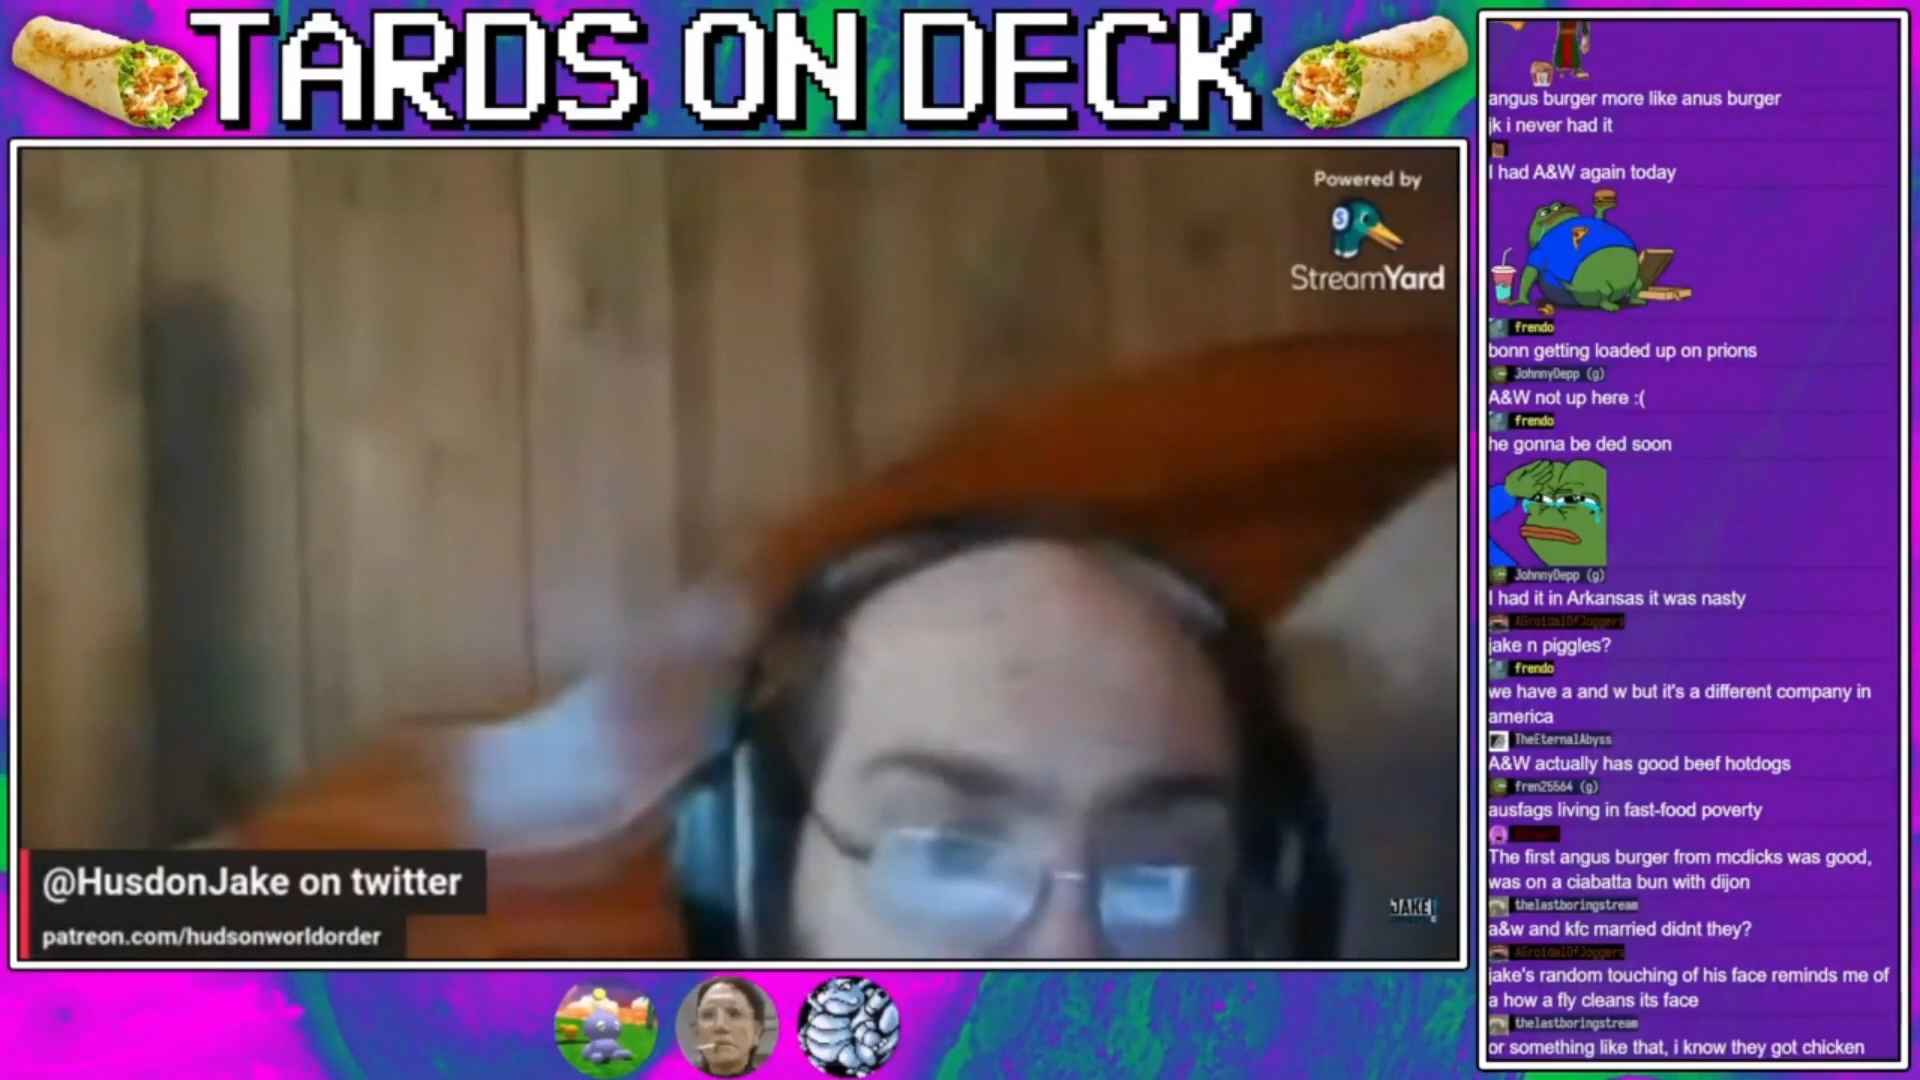 TARDS ON DECK
Powered by
StreamYard
@HusdonJake on twitter
patreon.com/hudsonworldorder
JAKE!
angus burger more like anus burger
jk i never had it
I had A&W again today
frendo
bonn getting loaded up on prions
JohnnyDepp (g)
A&W not up here :(
frendo
he gonna be ded soon
JohnnyDepp (g)
I had it in Arkansas it was nasty
AGroidalOfJoggers
jake n piggles?
frendo
we have a and w but it's a different company in
america
TheEternalAbyss
A&W actually has good beef hotdogs
fren25564 (g)
ausfags living in fast-food poverty
The first angus burger from mcdicks was good,
was on a ciabatta bun with dijon
thelastboringstream
a&w and kfc married didnt they?
AGroidalOfJoggers
jake's random touching of his face reminds me of
a how a fly cleans its face
thelastboringstream
or something like that, i know they got chicken